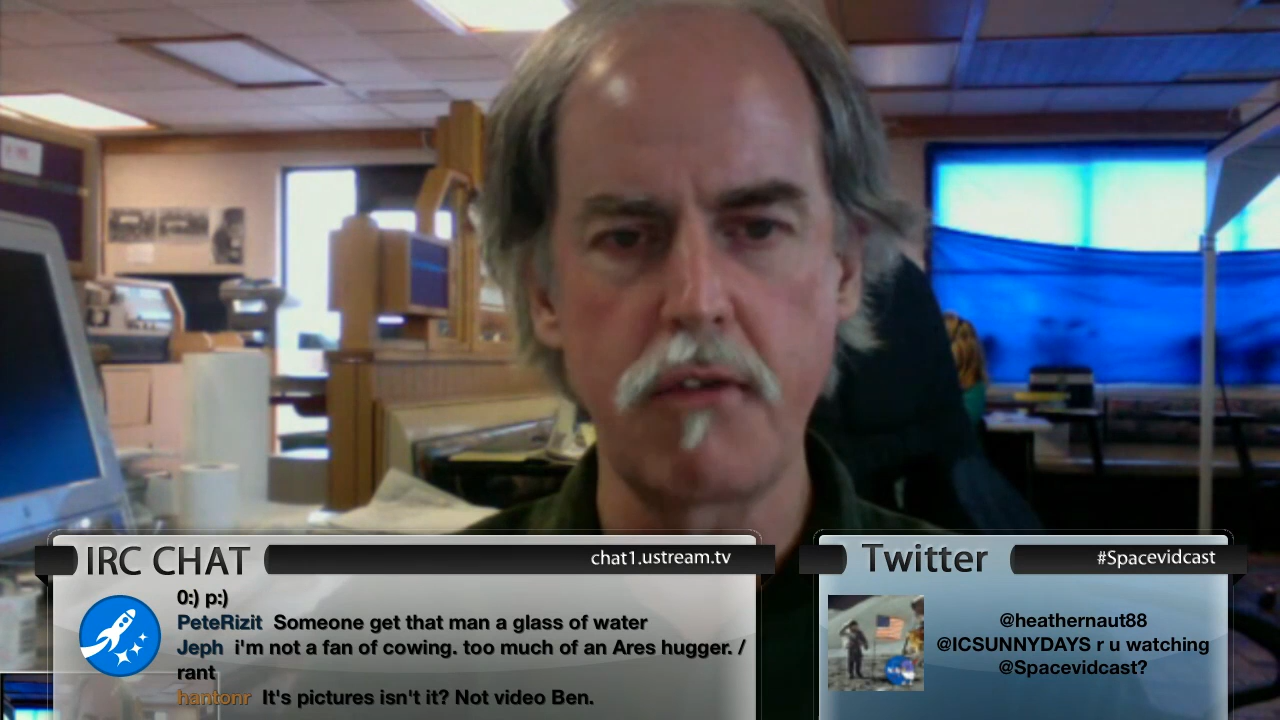 IRC CHAT
chat1.ustream.tv
0:) p:)
PeteRizit Someone get that man a glass of water
Jeph i'm not a fan of cowing. too much of an Ares hugger. /
rant
hantonr It's pictures isn't it? Not video Ben.
Twitter
#Spacevidcast
@heathernaut88
@ICSUNNYDAYS r u watching
@Spacevidcast?